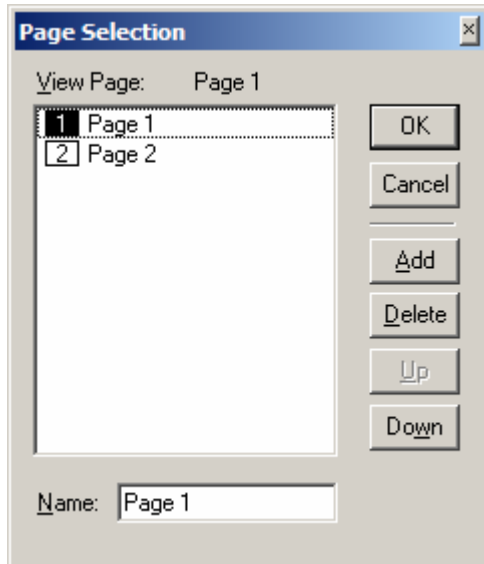 Page Selection
View Page: Page 1
1 Page 1
2 Page 2
OK
Cancel
Add
Delete
Up
Down
Name: Page 1